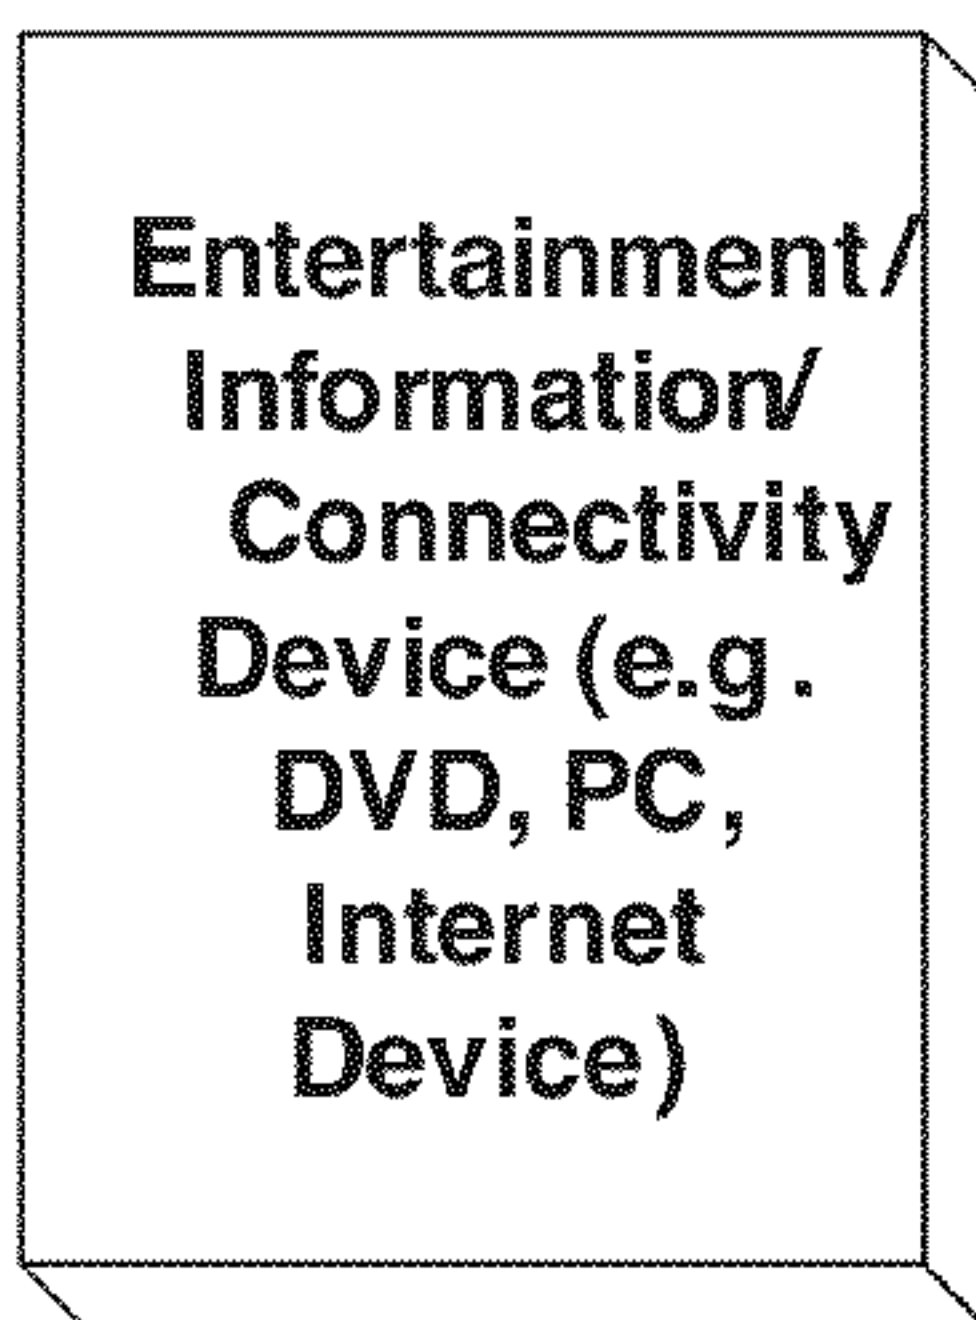 Entertainment/
Information/
Connectivity
Device (e.g.
DVD, PC,
Internet
Device)